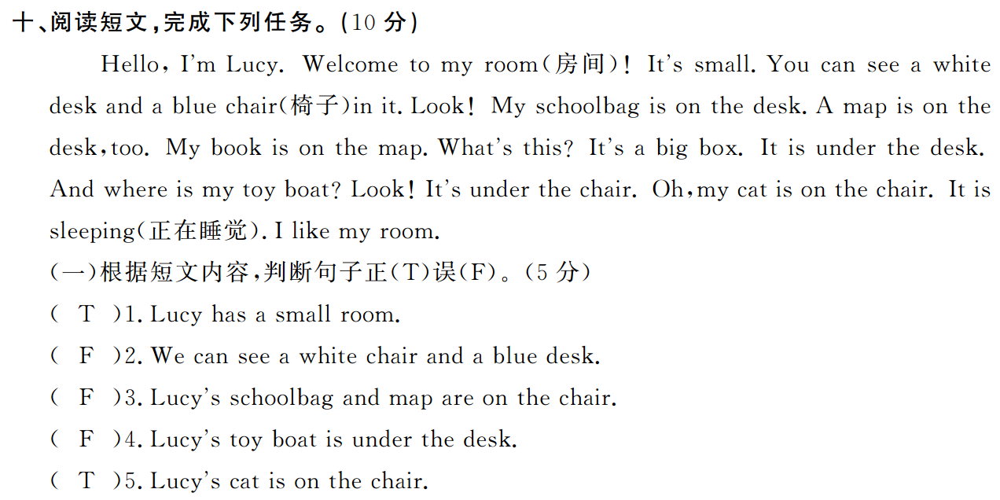 十、阅读短文,完成下列任务。(10 分)
Hello, I'm Lucy. Welcome to my room(房间)! It's small. You can see a white
desk and a blue chair(椅子)in it. Look! My schoolbag is on the desk. A map is on the
desk,too. My book is on the map. What's this? It's a big box. It is under the desk.
And where is my toy boat? Look! It's under the chair. Oh,my cat is on the chair. It is
sleeping(正在睡觉). I like my room.
(一)根据短文内容,判断句子正(T)误(F)。(5 分)
( T )1. Lucy has a small room.
( F )2. We can see a white chair and a blue desk.
( F )3. Lucy's schoolbag and map are on the chair.
( F )4. Lucy's toy boat is under the desk.
( T )5. Lucy's cat is on the chair.